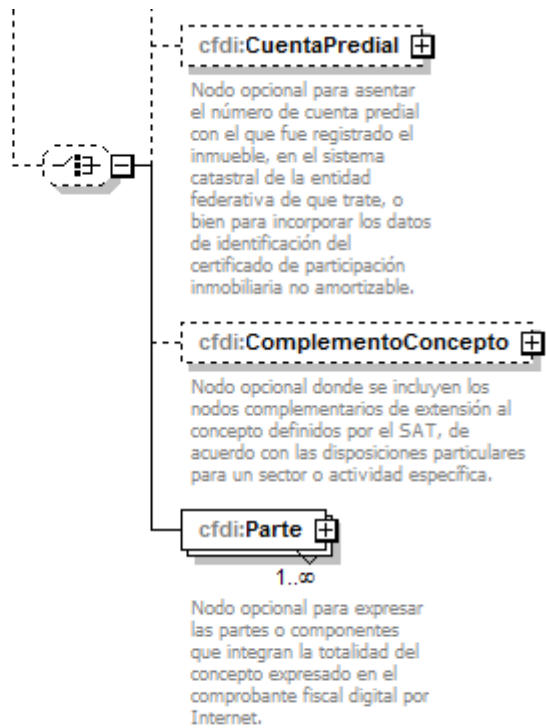 cfdi:CuentaPredial
Nodo opcional para asentar
el número de cuenta predial
con el que fue registrado el
inmueble, en el sistema
catastral de la entidad
federativa de que trate, o
bien para incorporar los datos
de identificación del
certificado de participación
inmobiliaria no amortizable.
cfdi:ComplementoConcepto
Nodo opcional donde se incluyen los
nodos complementarios de extensión al
concepto definidos por el SAT, de
acuerdo con las disposiciones particulares
para un sector o actividad específica.
cfdi:Parte
1..∞
Nodo opcional para expresar
las partes o componentes
que integran la totalidad del
concepto expresado en el
comprobante fiscal digital por
Internet.